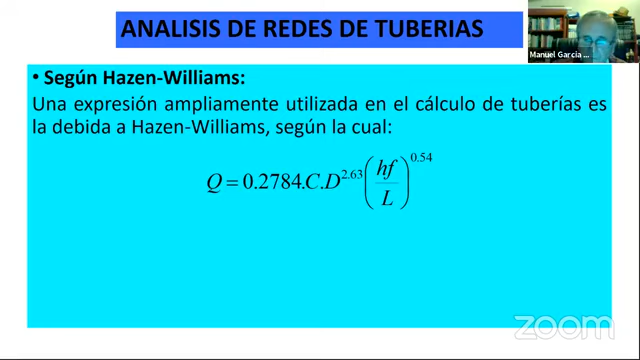 ANALISIS DE REDES DE TUBERIAS
Manuel García ...
• Según Hazen-Williams:
Una expresión ampliamente utilizada en el cálculo de tuberías es
la debida a Hazen-Williams, según la cual:
Q = 0.2784.C.D^2.63 (hf/L)^0.54
zoom